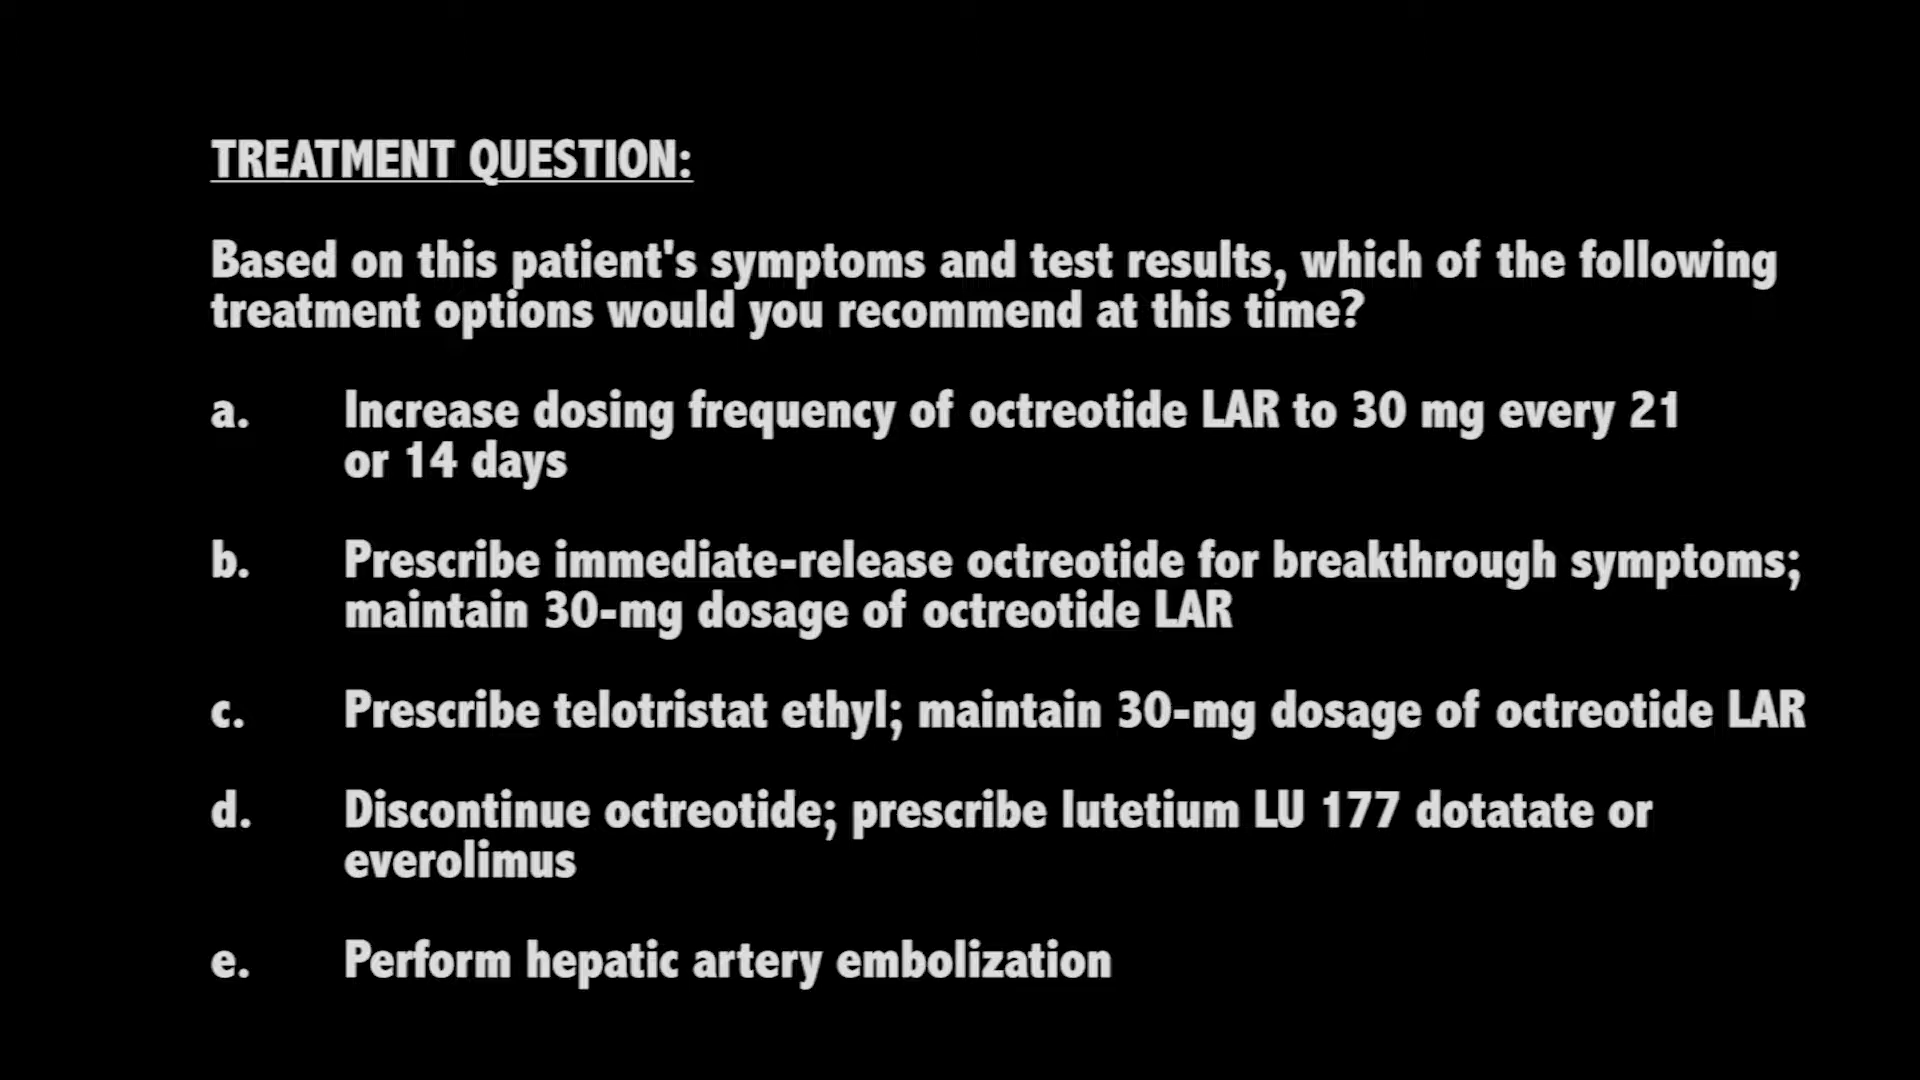 TREATMENT QUESTION:
Based on this patient's symptoms and test results, which of the following
treatment options would you recommend at this time?
a. Increase dosing frequency of octreotide LAR to 30 mg every 21
or 14 days
b. Prescribe immediate-release octreotide for breakthrough symptoms;
maintain 30-mg dosage of octreotide LAR
c. Prescribe telotristat ethyl; maintain 30-mg dosage of octreotide LAR
d. Discontinue octreotide; prescribe lutetium LU 177 dotatate or
everolimus
e. Perform hepatic artery embolization